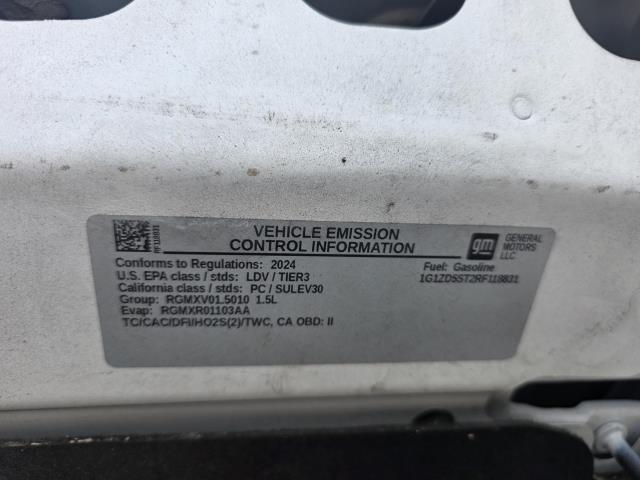 VEHICLE EMISSION
CONTROL INFORMATION
gm
GENERAL
MOTORS
LLC
Conforms to Regulations: 2024
U.S. EPA class / stds: LDV / TIER3
California class / stds: PC / SULEV30
Group: RGMXV01.5010 1.5L
Evap: RGMXR01103AA
TC/CAC/DFI/HO2S(2)/TWC, CA OBD: II
Fuel: Gasoline
1G1ZD5ST2RF118831